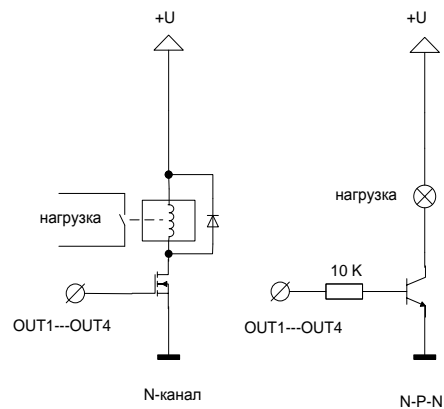 +U
+U
нагрузка
нагрузка
10 K
OUT1---OUT4
OUT1---OUT4
N-канал
N-P-N